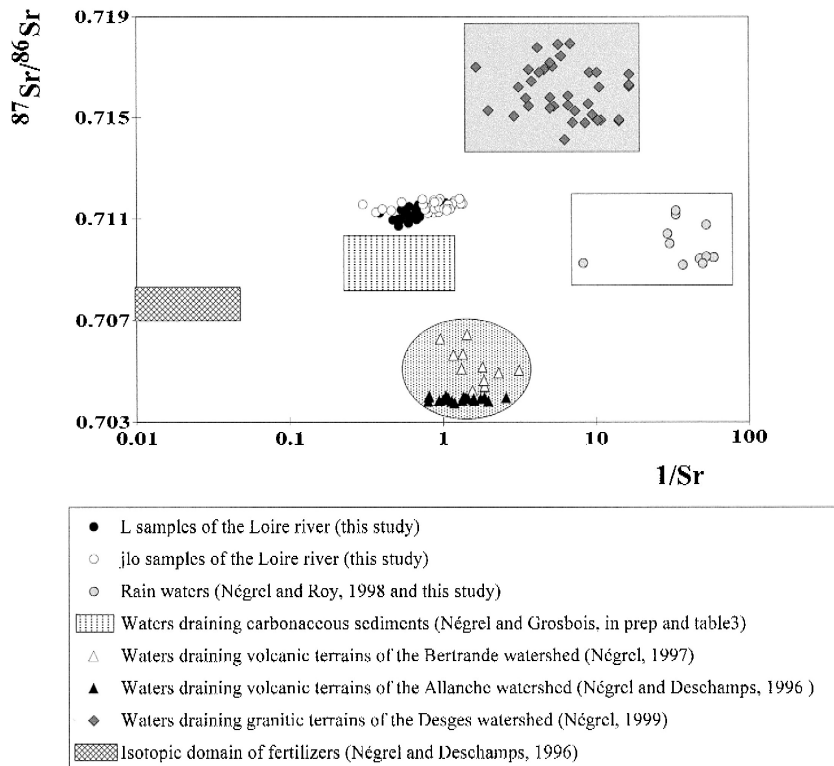 0.719
0.715
0.711
0.707
0.703
⁸⁷Sr/⁸⁶Sr
0.01 0.1 1 10 100
1/Sr
L samples of the Loire river (this study)
jlo samples of the Loire river (this study)
Rain waters (Négrel and Roy, 1998 and this study)
Waters draining carbonaceous sediments (Négrel and Grosbois, in prep and table3)
Waters draining volcanic terrains of the Bertrande watershed (Négrel, 1997)
Waters draining volcanic terrains of the Allanche watershed (Négrel and Deschamps, 1996 )
Waters draining granitic terrains of the Desges watershed (Négrel, 1999)
Isotopic domain of fertilizers (Négrel and Deschamps, 1996)